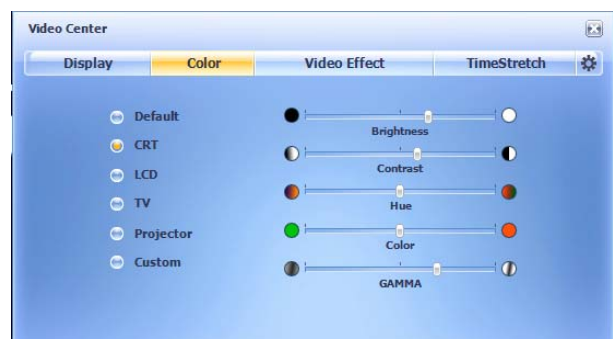 Video Center
Display Color Video Effect TimeStretch
Default
Brightness
CRT
Contrast
LCD
Hue
TV
Projector
Color
Custom
GAMMA